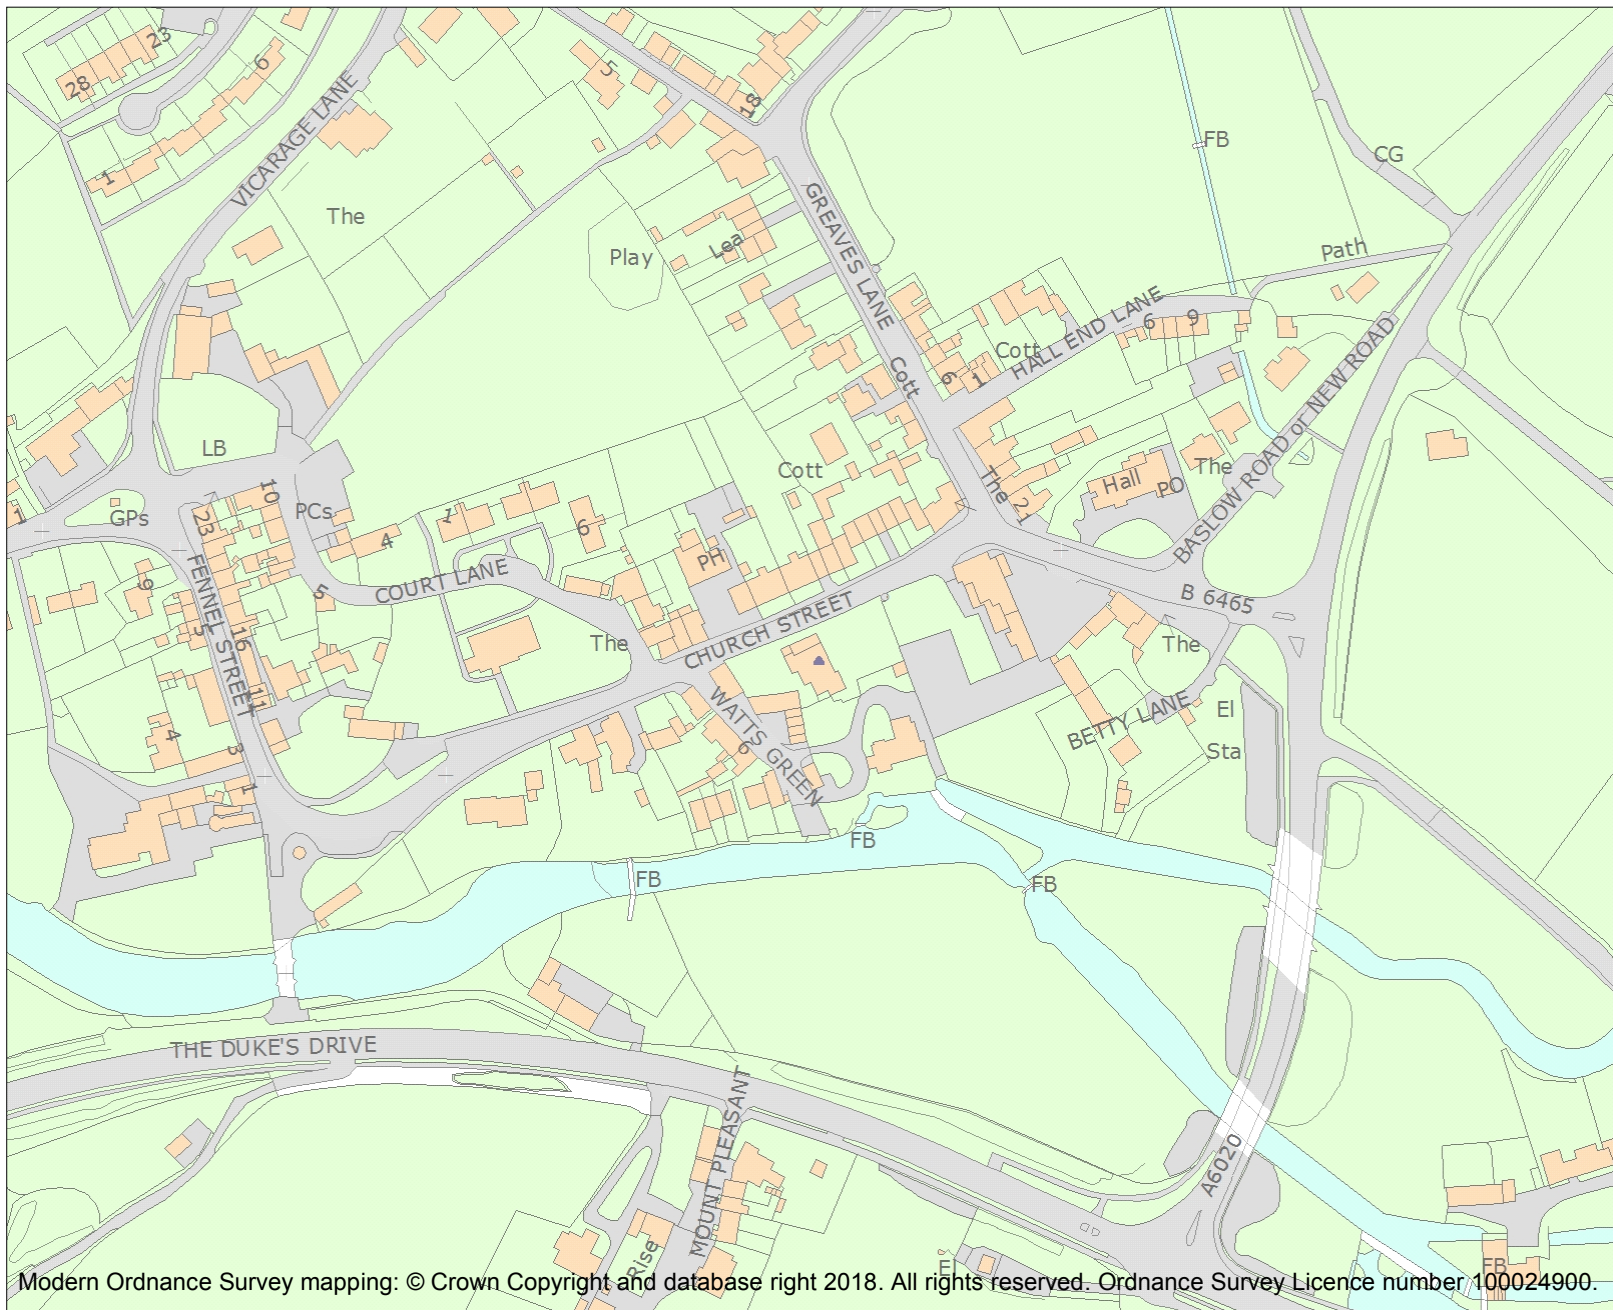 23
28
6
5
VICARAGE LANE
18
FB
CG
1
The
GREAVES LANE
Lea
Play
Path
HALL END LANE
6
9
Cott
Cott
6
1
BASLOW ROAD or NEW ROAD
LB
Cott
The
The
Hall
PO
21
10
PCs
1
GPs
23
1
4
6
PH
FENNEL STREET
9
5
COURT LANE
5
16
The
CHURCH STREET
B 6465
The
11
WATTS GREEN
6
BETTY LANE
El
Sta
4
3
1
FB
FB
FB
THE DUKE'S DRIVE
MOUNT PLEASANT
A6020
Rise
El
FB
Modern Ordnance Survey mapping: © Crown Copyright and database right 2018. All rights reserved. Ordnance Survey Licence number 100024900.